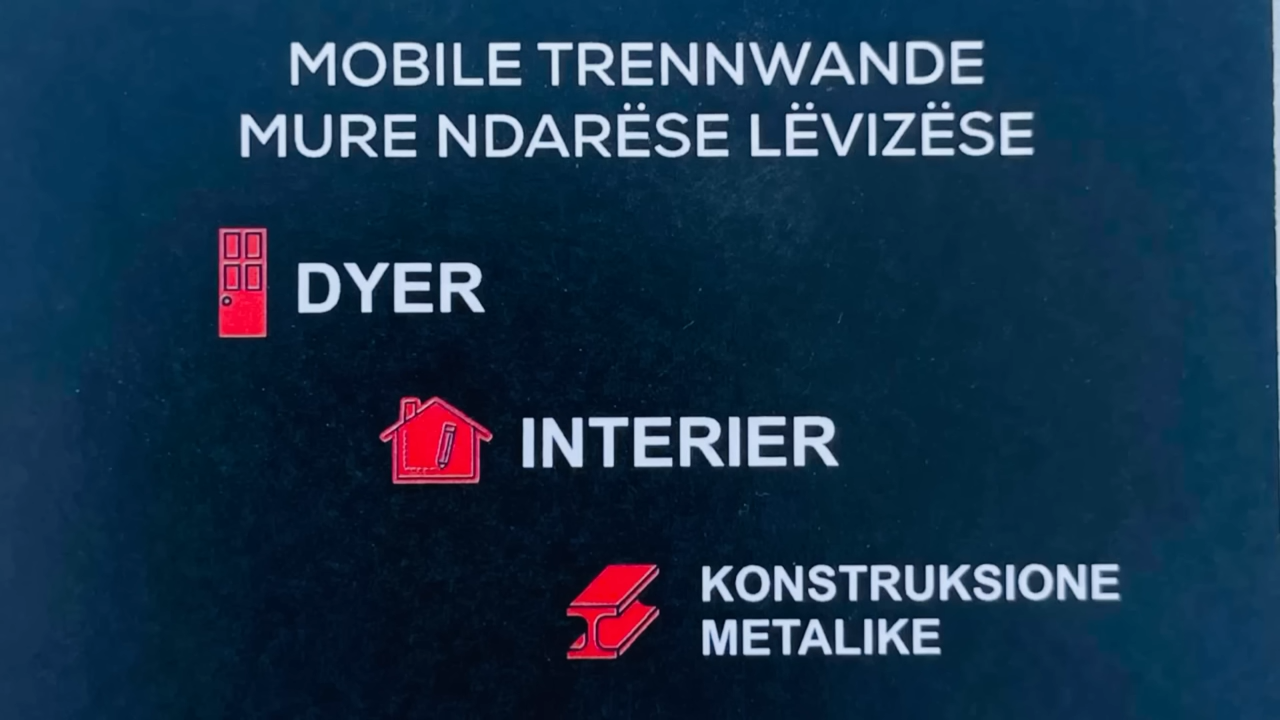 MOBILE TRENNWANDE
MURE NDARËSE LËVIZËSE
DYER
INTERIER
KONSTRUKSIONE
METALIKE